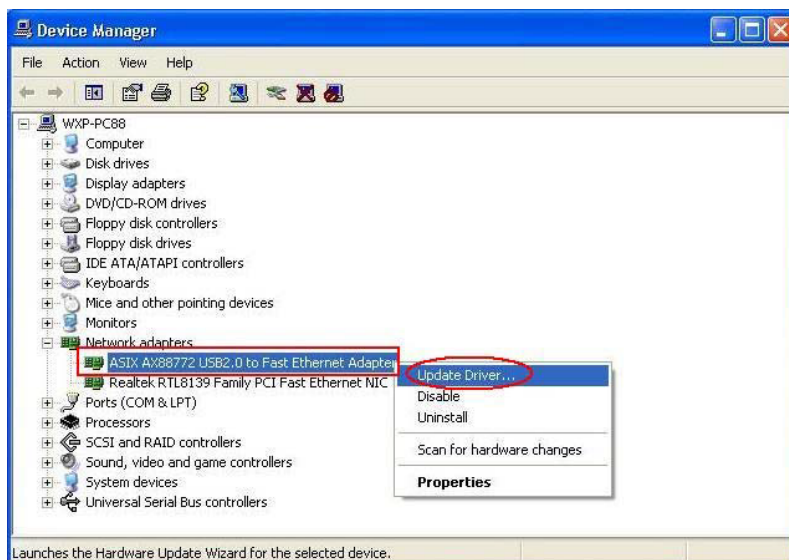 Device Manager
File Action View Help
WXP-PC88
Computer
Disk drives
Display adapters
DVD/CD-ROM drives
Floppy disk controllers
Floppy disk drives
IDE ATA/ATAPI controllers
Keyboards
Mice and other pointing devices
Monitors
Network adapters
ASIX AX88772 USB2.0 to Fast Ethernet Adapter
Realtek RTL8139 Family PCI Fast Ethernet NIC
Ports (COM & LPT)
Processors
SCSI and RAID controllers
Sound, video and game controllers
System devices
Universal Serial Bus controllers
Update Driver...
Disable
Uninstall
Scan for hardware changes
Properties
Launches the Hardware Update Wizard for the selected device.